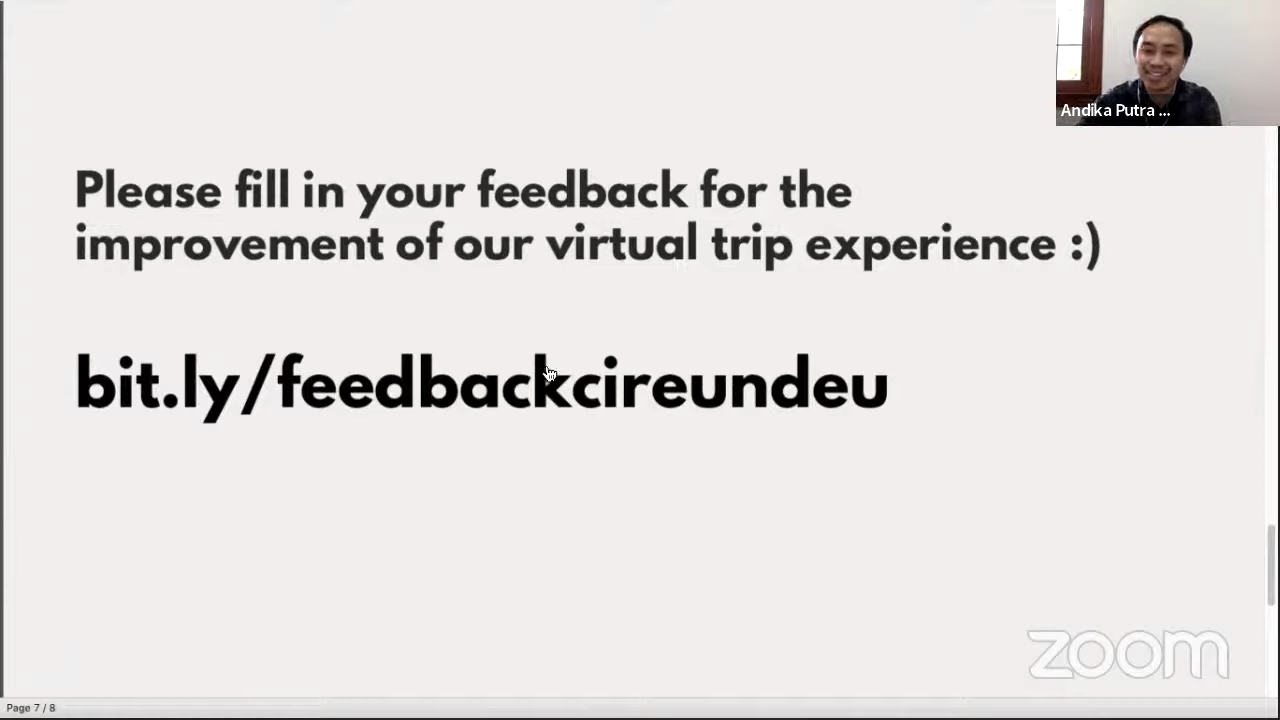 Andika Putra ...
Please fill in your feedback for the
improvement of our virtual trip experience :)
bit.ly/feedbackcireundeu
zoom
Page 7 / 8